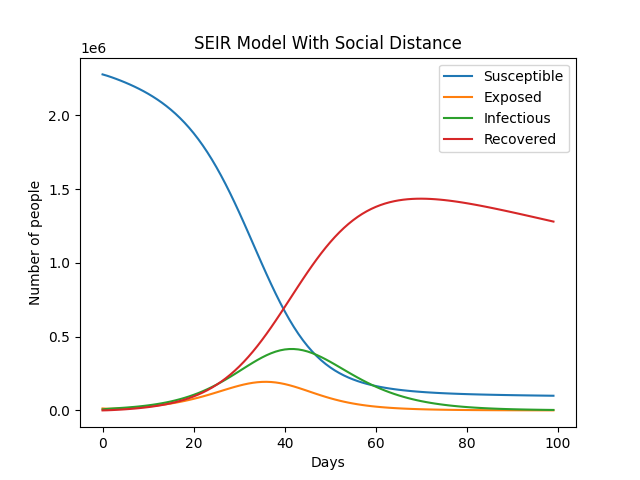 SEIR Model With Social Distance
1e6
Susceptible
Exposed
Infectious
Recovered
2.0
1.5
1.0
0.5
0.0
Number of people
0 20 40 60 80 100
Days